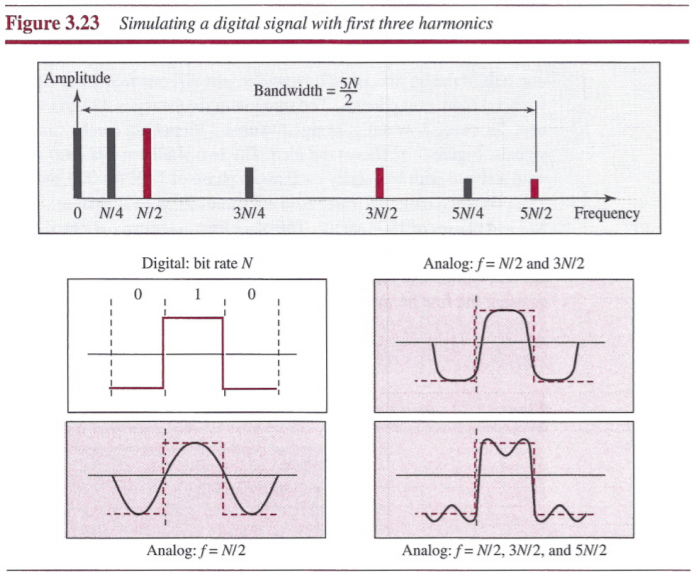 Figure 3.23 Simulating a digital signal with first three harmonics
Amplitude
Bandwidth = 5N/2
0 N/4 N/2 3N/4 3N/2 5N/4 5N/2 Frequency
Digital: bit rate N
Analog: f = N/2 and 3N/2
0 1 0
Analog: f = N/2
Analog: f = N/2, 3N/2, and 5N/2